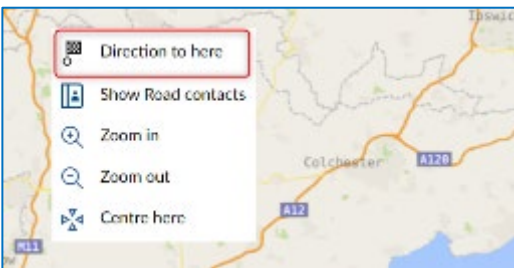 Ipswic
Direction to here
Show Road contacts
Zoom in
Zoom out
Centre here
Colchester
A120
A12
M11